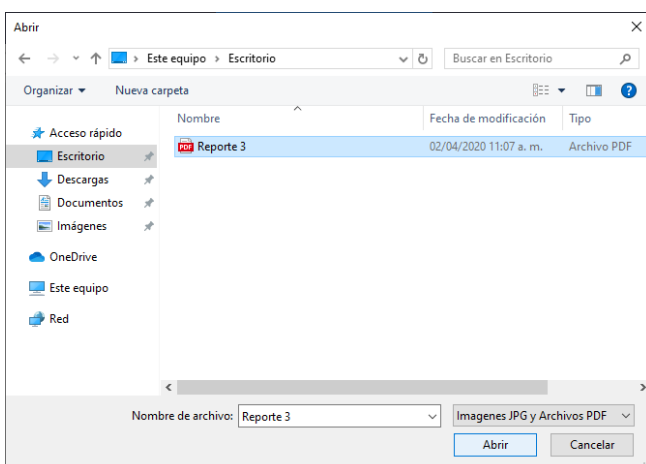 Abrir
Este equipo > Escritorio
Buscar en Escritorio
Organizar
Nueva carpeta
Nombre
Fecha de modificación
Tipo
Acceso rápido
Escritorio
Descargas
Documentos
Imágenes
OneDrive
Este equipo
Red
PDF Reporte 3
02/04/2020 11:07 a. m.
Archivo PDF
Nombre de archivo:
Reporte 3
Imagenes JPG y Archivos PDF
Abrir
Cancelar